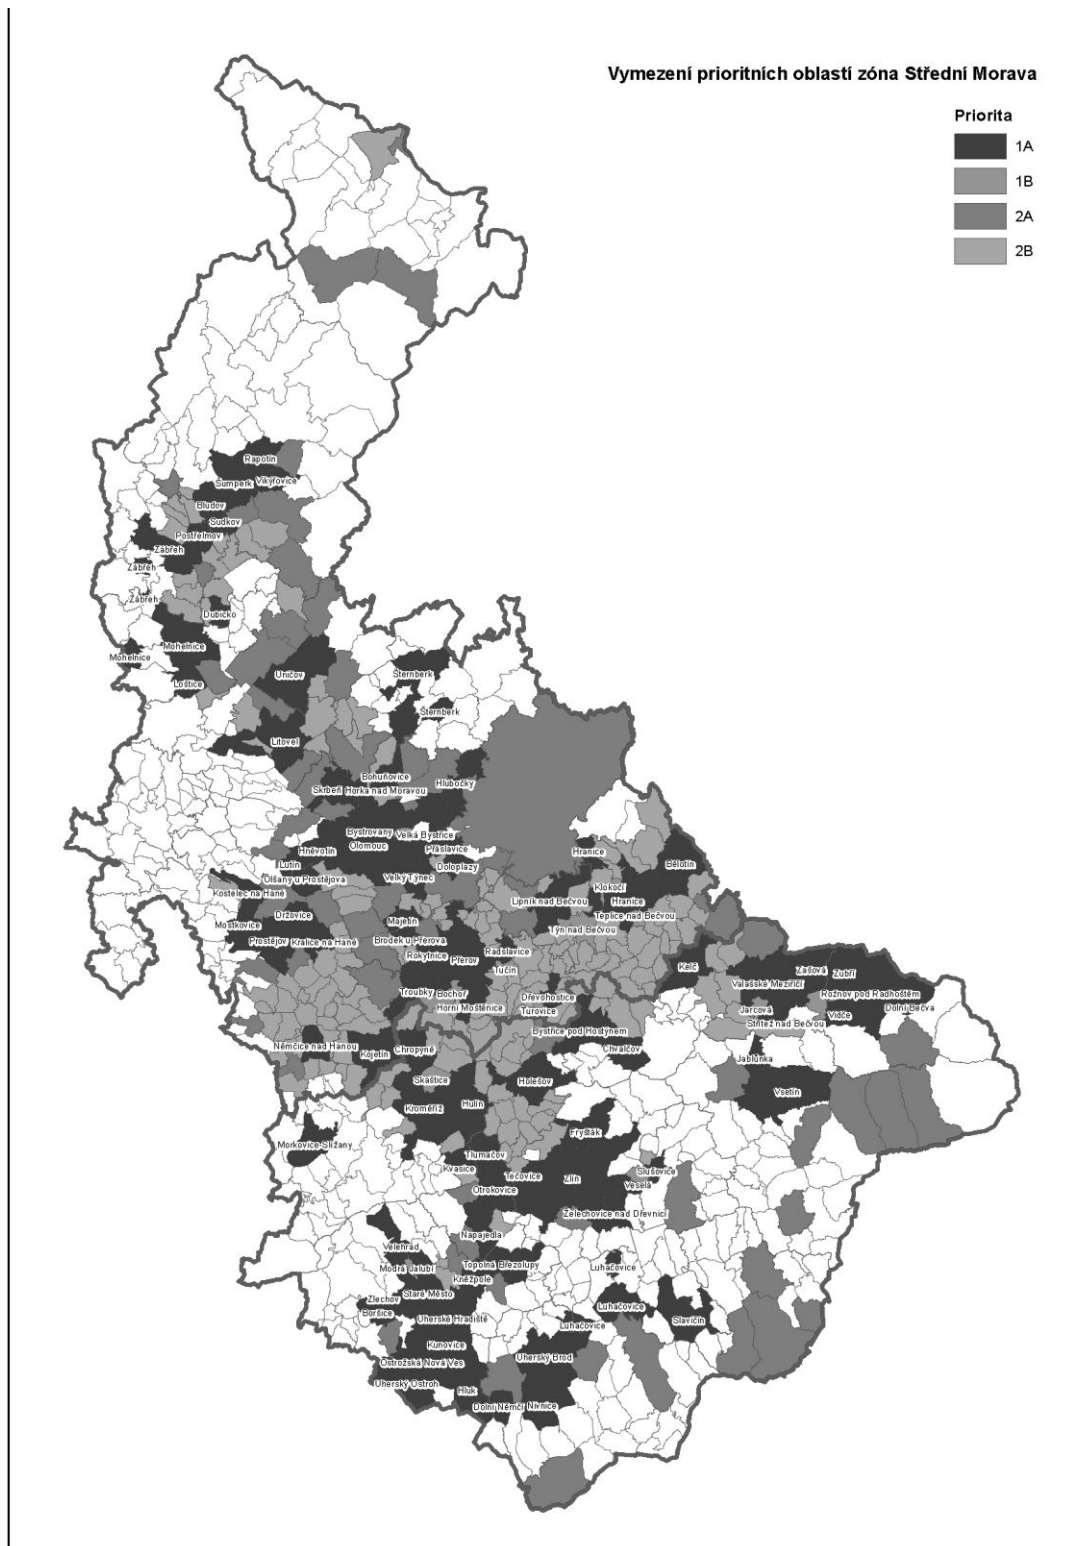 Vymezení prioritních oblastí zóna Střední Morava
Priorita
1A
1B
2A
2B
Rapotín
Šumperk
Vikýřovice
Bludov
Sudkov
Postřelmov
Zábřeh
Zábřeh
Zábřeh
Dubicko
Mohelnice
Mohelnice
Loštice
Uničov
Šternberk
Šternberk
Litovel
Bohuňovice
Hlubočky
Skrbeň
Horka nad Moravou
Bystrovany
Velká Bystřice
Olomouc
Hněvotín
Přáslavice
Hranice
Bělotín
Lutín
Doloplazy
Olšany u Prostějova
Velký Týnec
Klokočí
Kostelec na Hané
Lipník nad Bečvou
Hranice
Držovice
Teplice nad Bečvou
Mostkovice
Majetín
Týn nad Bečvou
Prostějov
Kralice na Hané
Brodek u Přerova
Radslavice
Rokytnice
Přerov
Tučín
Kelč
Zašová
Zubří
Valašské Meziříčí
Troubky
Bochoř
Dřevohostice
Rožnov pod Radhoštěm
Horní Moštěnice
Turovice
Jarcová
Vidče
Dolní Bečva
Střítež nad Bečvou
Bystřice pod Hostýnem
Němčice nad Hanou
Kojetín
Chropyně
Chvalčov
Jablůnka
Skaštice
Holešov
Vsetín
Kroměříž
Hulín
Fryšták
Morkovice-Slížany
Tlumačov
Kvasice
Tečovice
Zlín
Slušovice
Veselá
Otrokovice
Želechovice nad Dřevnicí
Napajedla
Velehrad
Topolná
Březolupy
Luhačovice
Modrá
Jalubí
Kněžpole
Zlechov
Staré Město
Luhačovice
Boršice
Uherské Hradiště
Luhačovice
Slavičín
Kunovice
Uherský Brod
Ostrožská Nová Ves
Uherský Ostroh
Hluk
Dolní Němčí
Nivnice